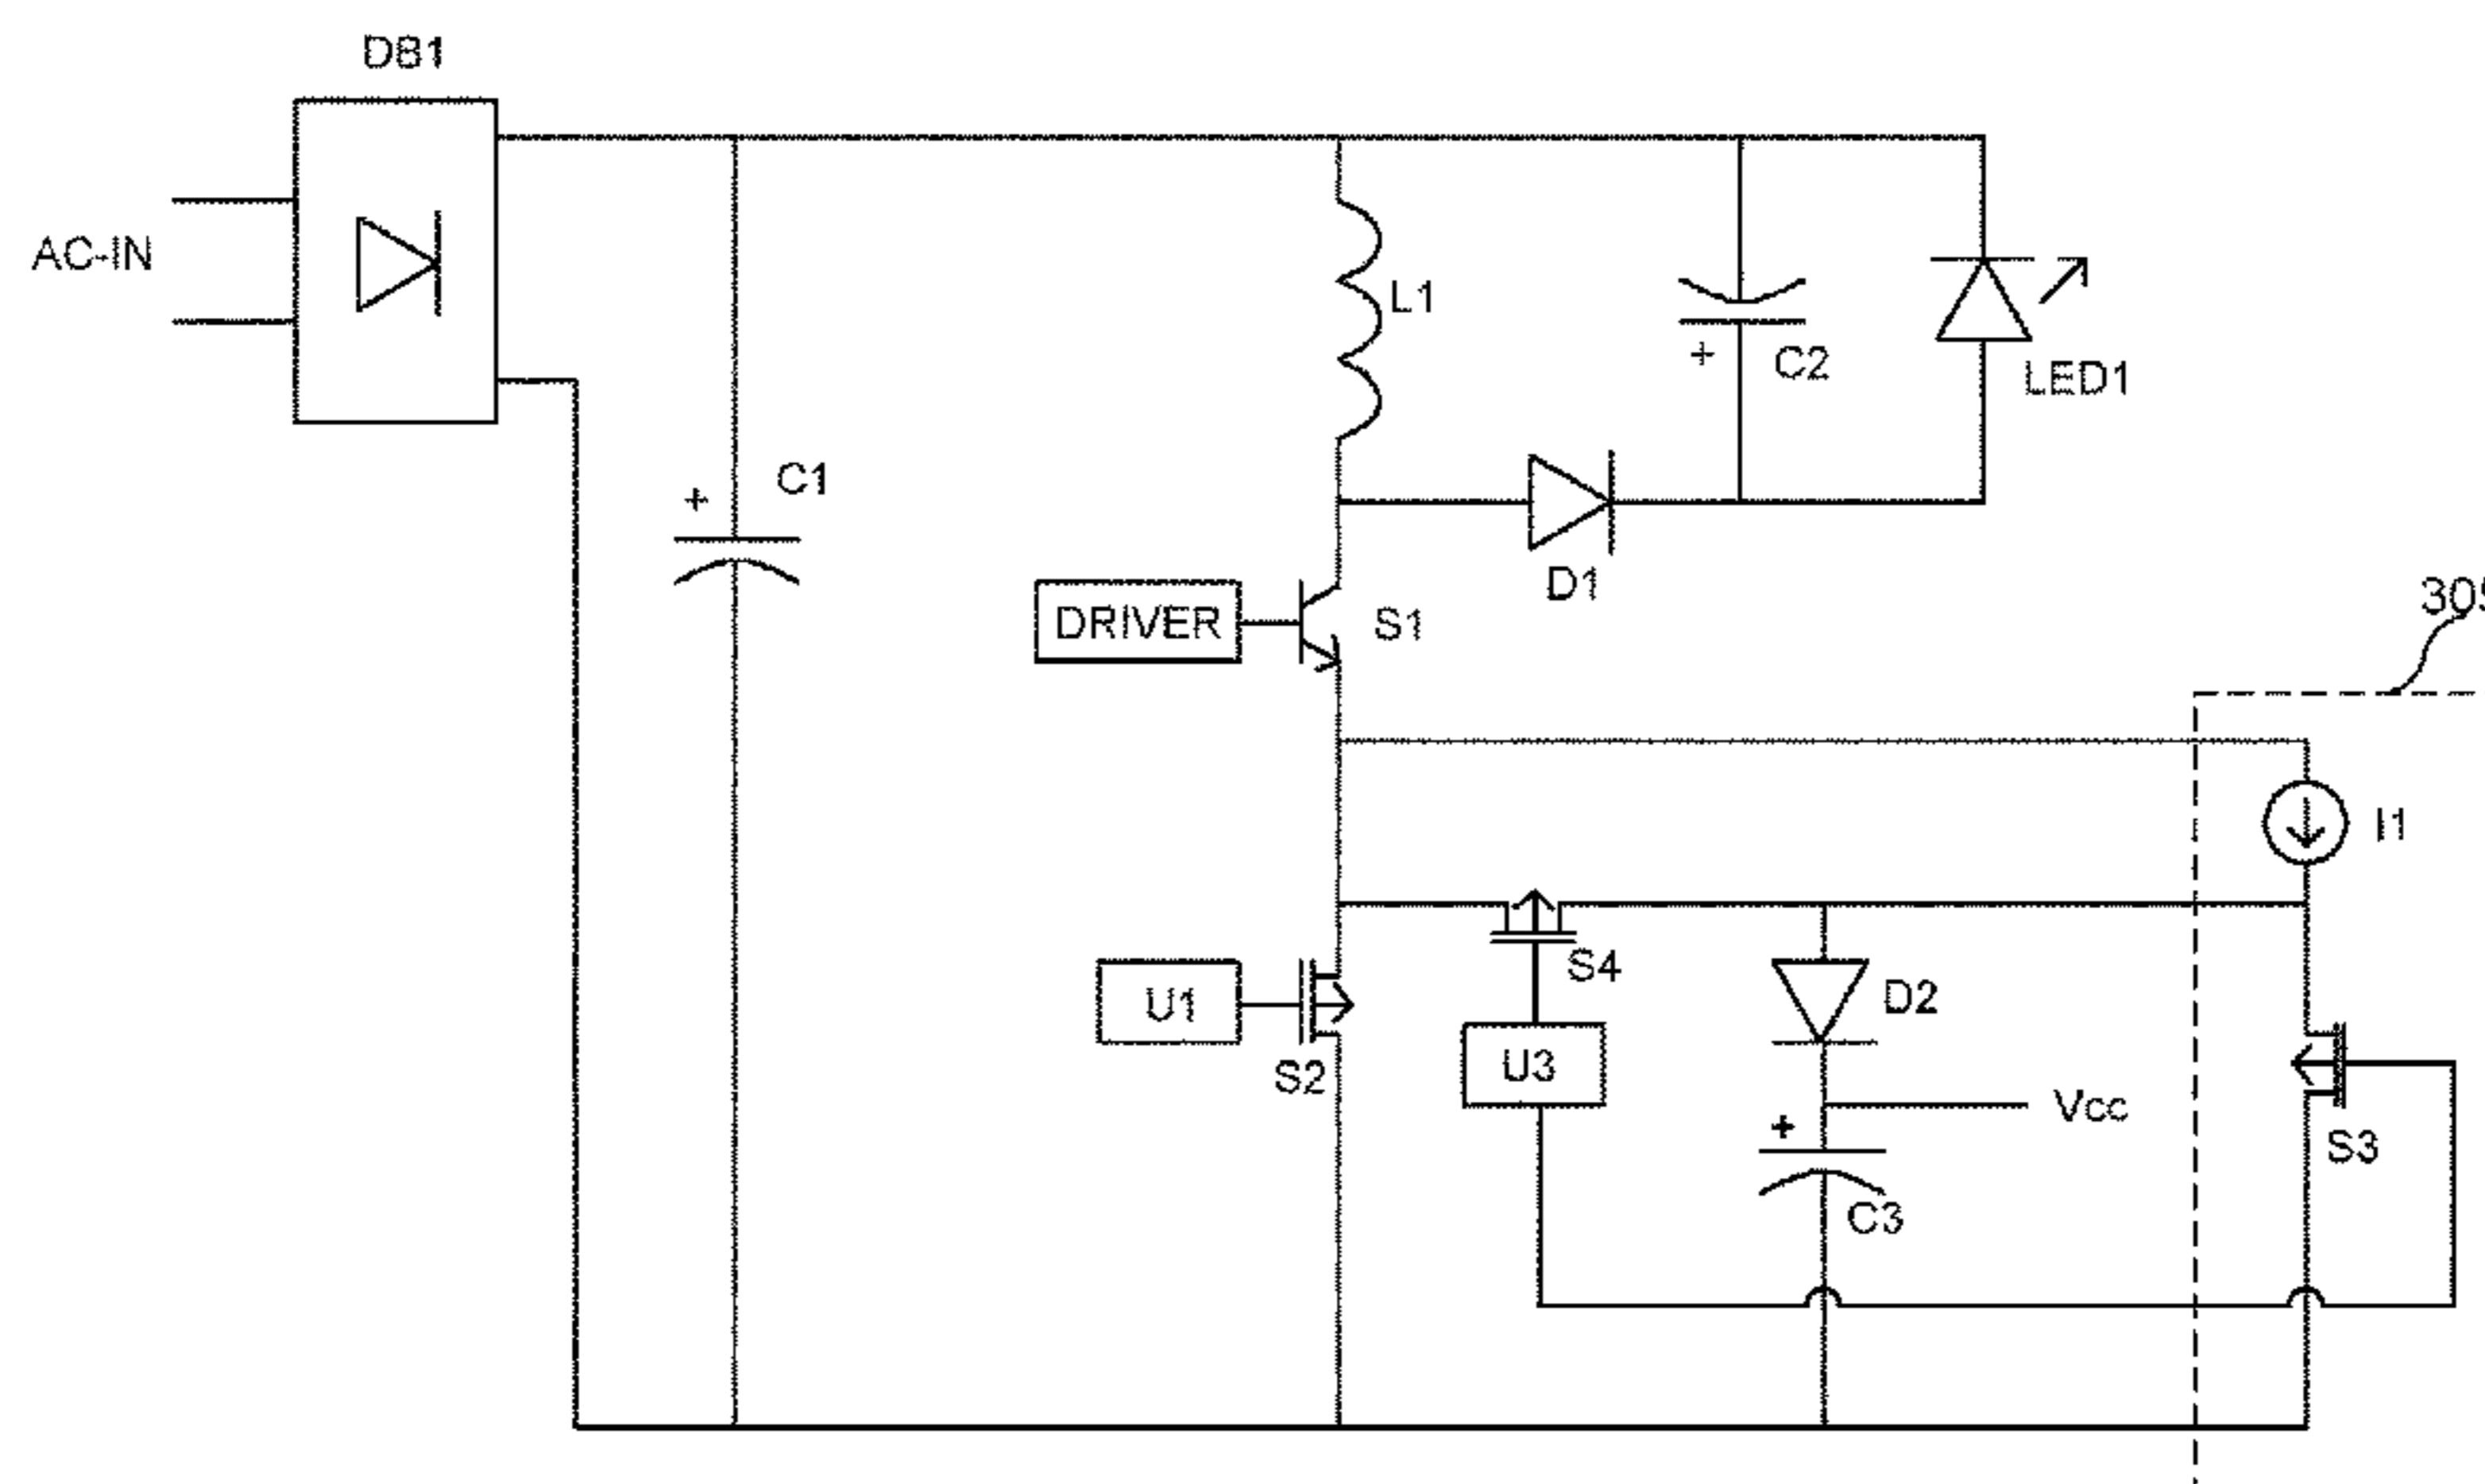 DB1
AC-IN
L1
+
C2
LED1
+
C1
D1
DRIVER
S1
I1
S4
U1
D2
S2
U3
Vcc
+
S3
C3